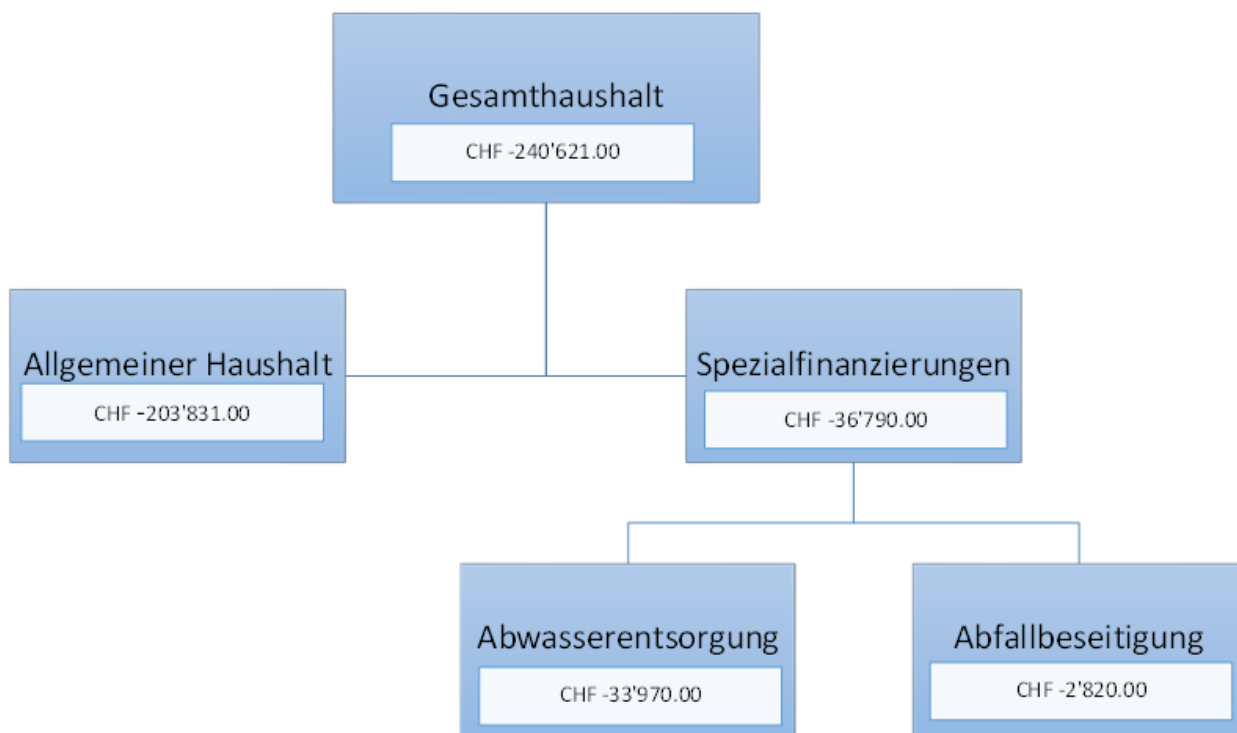 Gesamthaushalt
CHF -240'621.00
Allgemeiner Haushalt
CHF -203'831.00
Spezialfinanzierungen
CHF -36'790.00
Abwasserentsorgung
CHF -33'970.00
Abfallbeseitigung
CHF -2'820.00